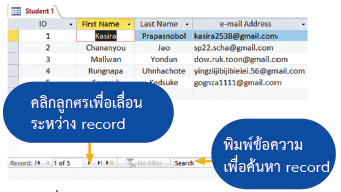 Student 1
ID First Name Last Name e-mail Address
1 Kasira Prapasnobol kasira2538@gmail.com
2 Chananyou Jao sp22.scha@gmail.com
3 Maliwan Yondun dow.ruk.toon@gmail.com
4 Rungnapa Uhnhachote yingziijibijbieiei.56@gmail.com
Kedsuke gognza1111@gmail.com
คลิกลูกศรเพื่อเลื่อน
ระหว่าง record
พิมพ์ข้อความ
เพื่อค้นหา record
Record: 1 of 5 No Filter Search